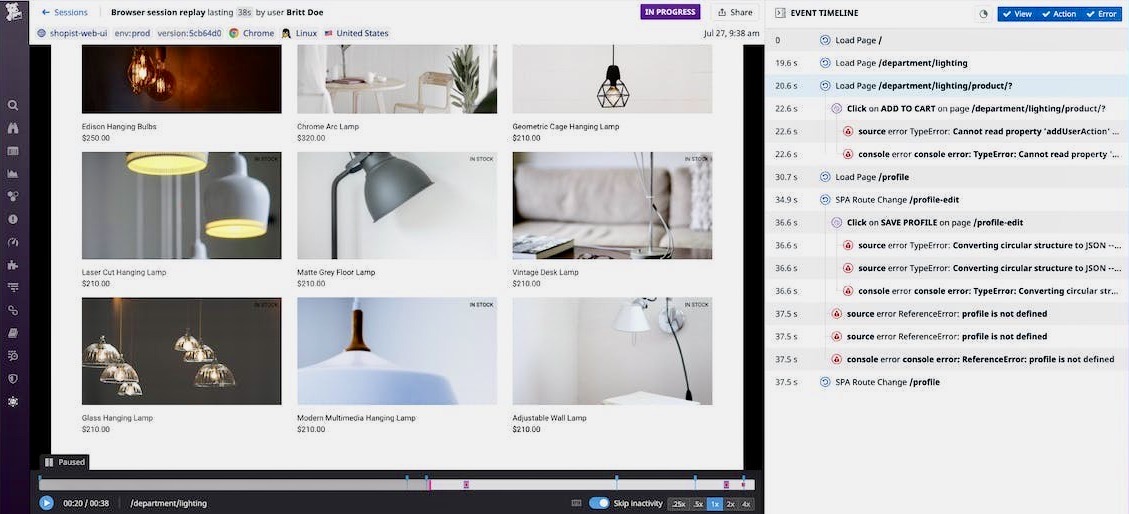 Sessions
Browser session replay lasting 38s by user Britt Doe
IN PROGRESS
Share
shopist-web-ui env:prod version:5cb64d0 Chrome Linux United States
Jul 27, 9:38 am
Edison Hanging Bulbs
$250.00
Chrome Arc Lamp
$320.00
Geometric Cage Hanging Lamp
$210.00
IN STOCK
IN STOCK
IN STOCK
Laser Cut Hanging Lamp
$210.00
Matte Grey Floor Lamp
$210.00
Vintage Desk Lamp
$210.00
IN STOCK
IN STOCK
IN STOCK
Glass Hanging Lamp
$210.00
Modern Multimedia Hanging Lamp
$210.00
Adjustable Wall Lamp
$210.00
Paused
00:20 / 00:38
/department/lighting
Skip inactivity
.25x .5x 1x 2x 4x
EVENT TIMELINE
View Action Error
0 Load Page /
19.6 s Load Page /department/lighting
20.6 s Load Page /department/lighting/product/?
22.6 s Click on ADD TO CART on page /department/lighting/product/?
22.6 s source error TypeError: Cannot read property 'addUserAction' ...
22.6 s console error console error: TypeError: Cannot read property '...
30.7 s Load Page /profile
34.9 s SPA Route Change /profile-edit
36.6 s Click on SAVE PROFILE on page /profile-edit
36.6 s source error TypeError: Converting circular structure to JSON --...
36.6 s source error TypeError: Converting circular structure to JSON --...
36.6 s console error console error: TypeError: Converting circular str...
37.5 s source error ReferenceError: profile is not defined
37.5 s source error ReferenceError: profile is not defined
37.5 s console error console error: ReferenceError: profile is not defined
37.5 s SPA Route Change /profile